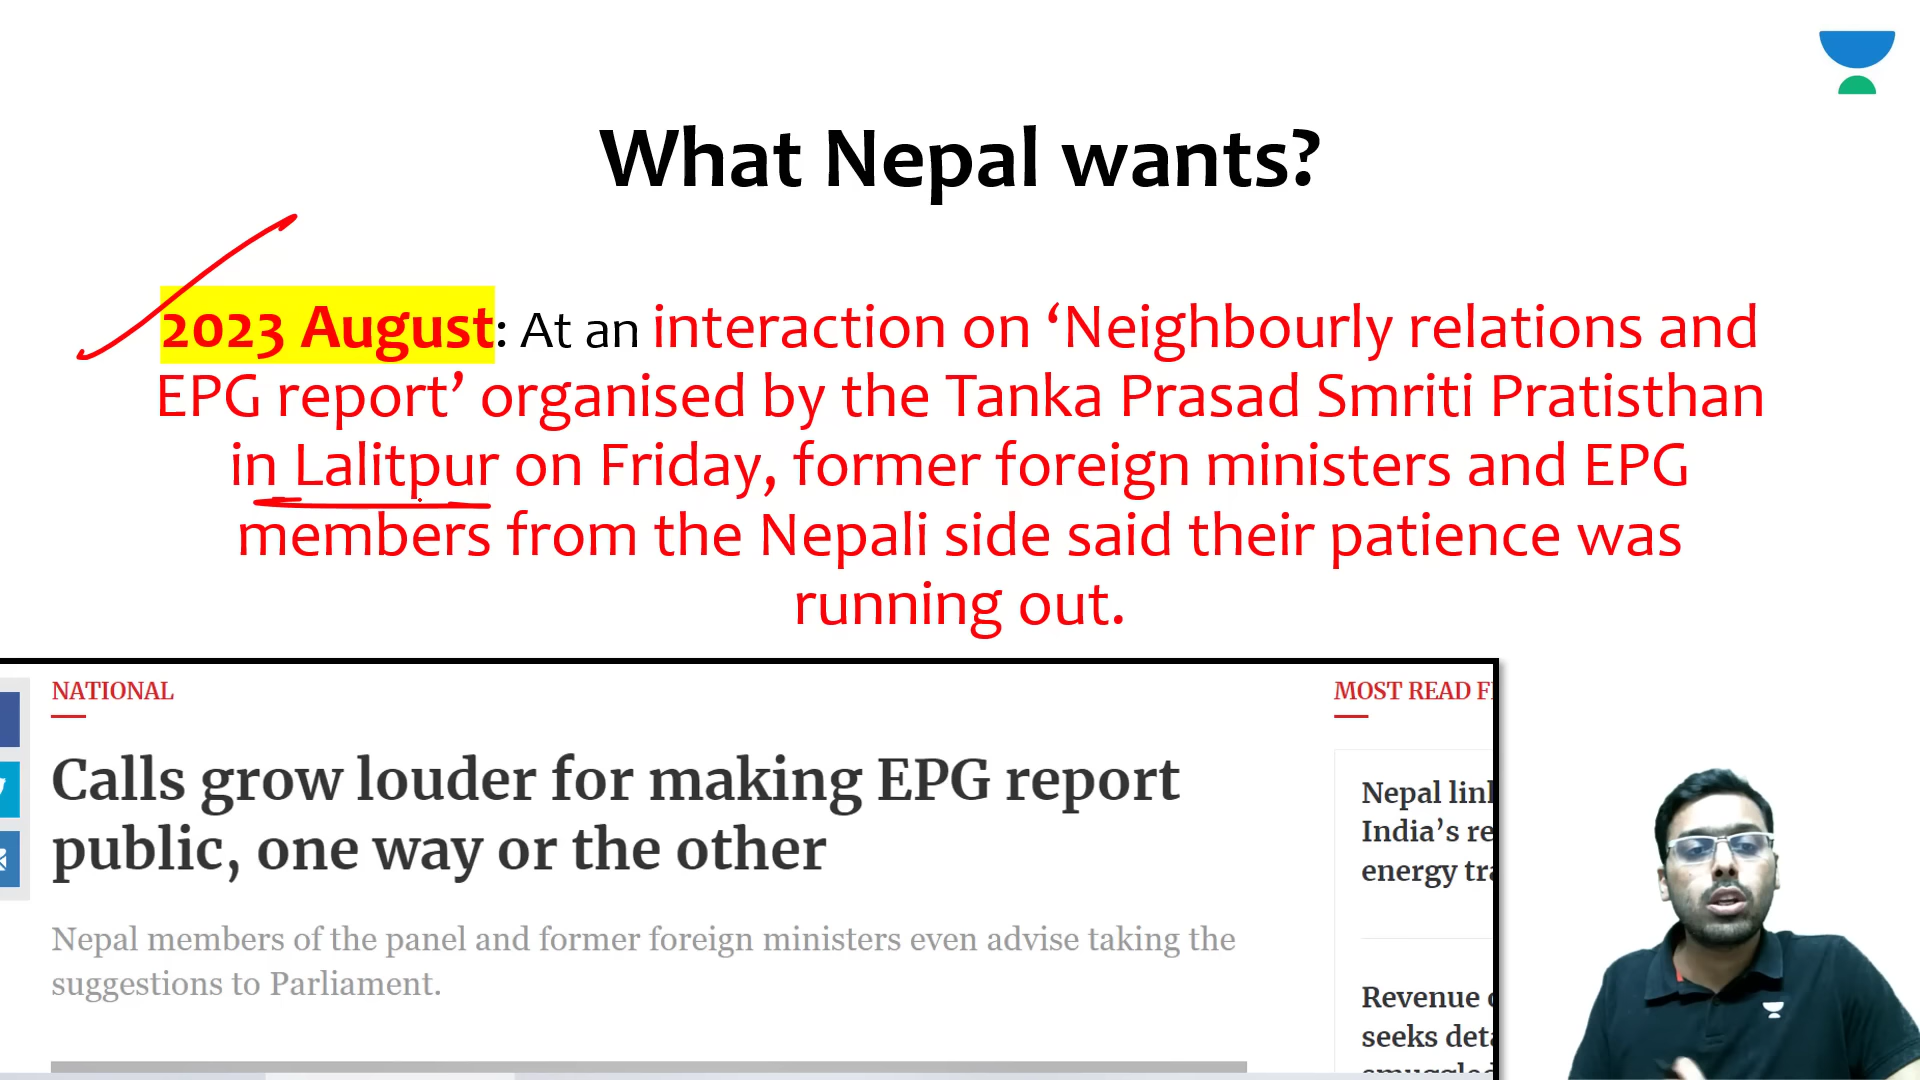 What Nepal wants?
2023 August: At an interaction on ‘Neighbourly relations and
EPG report’ organised by the Tanka Prasad Smriti Pratisthan
in Lalitpur on Friday, former foreign ministers and EPG
members from the Nepali side said their patience was
running out.
NATIONAL
Calls grow louder for making EPG report
public, one way or the other
Nepal members of the panel and former foreign ministers even advise taking the
suggestions to Parliament.
MOST READ
Nepal
India’s
energy
Revenue
seeks